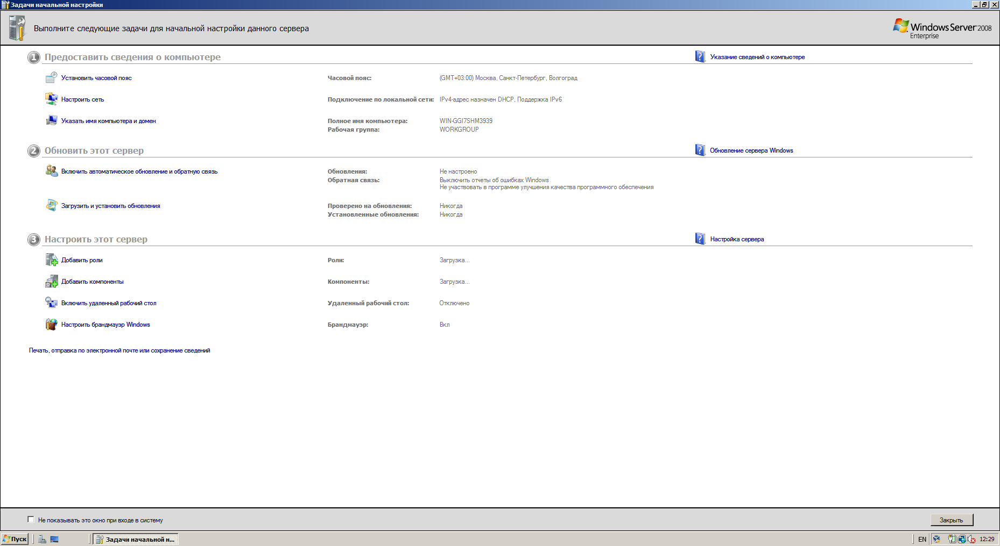 Задачи начальной настройки
Выполните следующие задачи для начальной настройки данного сервера
Windows Server 2008
Enterprise
1 Предоставить сведения о компьютере
Указание сведений о компьютере
Установить часовой пояс
Часовой пояс: (GMT+03:00) Москва, Санкт-Петербург, Волгоград
Настроить сеть
Подключение по локальной сети: IPv4-адрес назначен DHCP, Поддержка IPv6
Указать имя компьютера и домен
Полное имя компьютера: WIN-GGI7SHM3939
Рабочая группа: WORKGROUP
2 Обновить этот сервер
Обновление сервера Windows
Включить автоматическое обновление и обратную связь
Обновления: Не настроено
Обратная связь: Выключить отчеты об ошибках Windows
Не участвовать в программе улучшения качества программного обеспечения
Загрузить и установить обновления
Проверено на обновления: Никогда
Установленные обновления: Никогда
3 Настроить этот сервер
Настройка сервера
Добавить роли
Роли: Загрузка...
Добавить компоненты
Компоненты: Загрузка...
Включить удаленный рабочий стол
Удаленный рабочий стол: Отключено
Настроить брандмауэр Windows
Брандмауэр: Вкл
Печать, отправка по электронной почте или сохранение сведений
Не показывать это окно при входе в систему
Закрыть
Пуск
Задачи начальной н...
EN
12:29